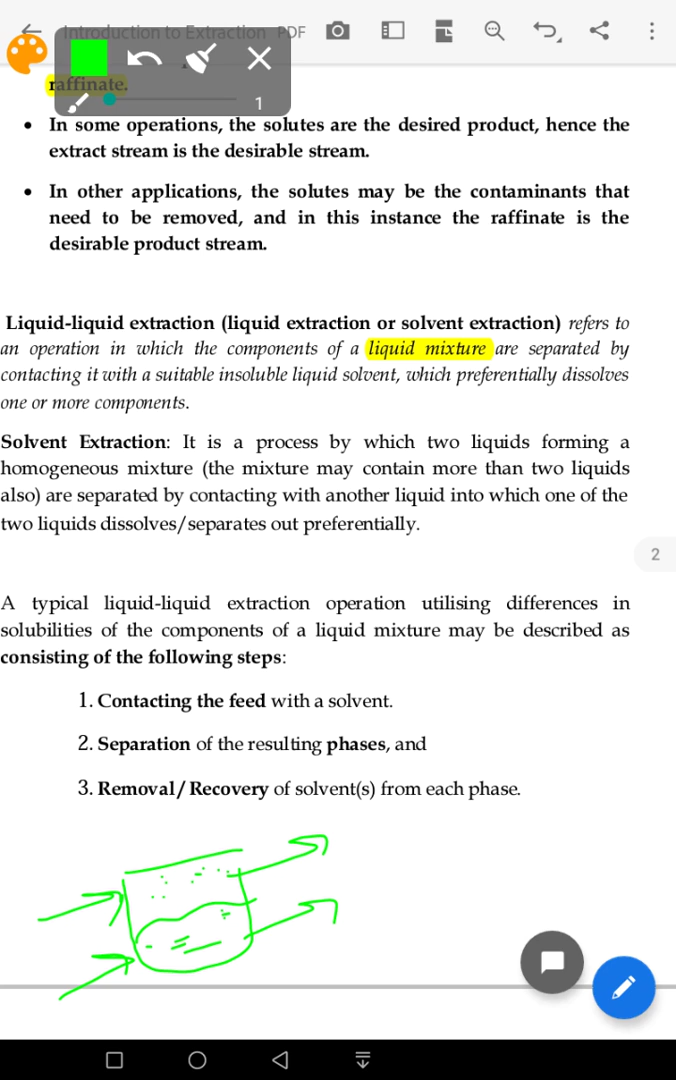 Introduction to Extraction PDF
raffinate.
1
• In some operations, the solutes are the desired product, hence the
extract stream is the desirable stream.
• In other applications, the solutes may be the contaminants that
need to be removed, and in this instance the raffinate is the
desirable product stream.
Liquid-liquid extraction (liquid extraction or solvent extraction) refers to
an operation in which the components of a liquid mixture are separated by
contacting it with a suitable insoluble liquid solvent, which preferentially dissolves
one or more components.
Solvent Extraction: It is a process by which two liquids forming a
homogeneous mixture (the mixture may contain more than two liquids
also) are separated by contacting with another liquid into which one of the
two liquids dissolves/separates out preferentially.
2
A typical liquid-liquid extraction operation utilising differences in
solubilities of the components of a liquid mixture may be described as
consisting of the following steps:
1. Contacting the feed with a solvent.
2. Separation of the resulting phases, and
3. Removal/Recovery of solvent(s) from each phase.